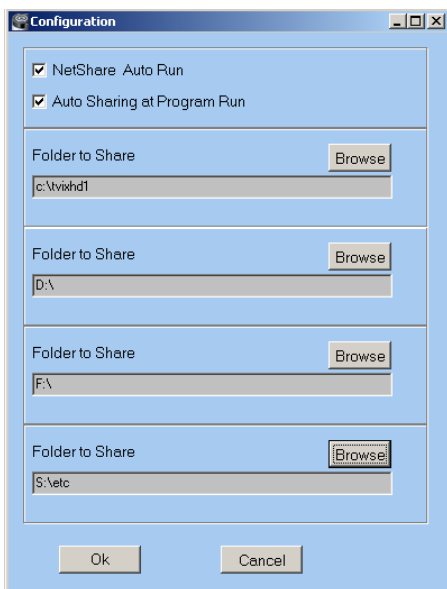 Configuration
NetShare Auto Run
Auto Sharing at Program Run
Folder to Share Browse
c:\tvixhd1
Folder to Share Browse
D:\
Folder to Share Browse
F:\
Folder to Share Browse
S:\etc
Ok Cancel